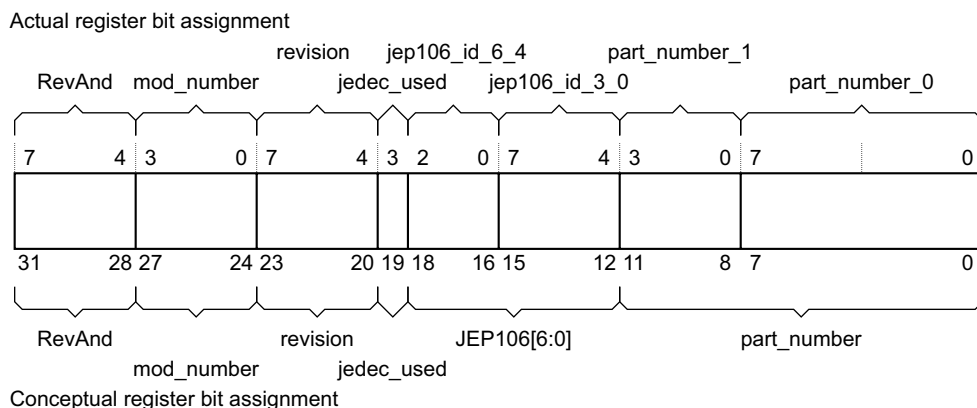 Actual register bit assignment
revision jep106_id_6_4 part_number_1
RevAnd mod_number jedec_used jep106_id_3_0 part_number_0
7 4 3 0 7 4 3 2 0 7 4 3 0 7 0
31 28 27 24 23 20 19 18 16 15 12 11 8 7 0
RevAnd revision JEP106[6:0] part_number
mod_number jedec_used
Conceptual register bit assignment